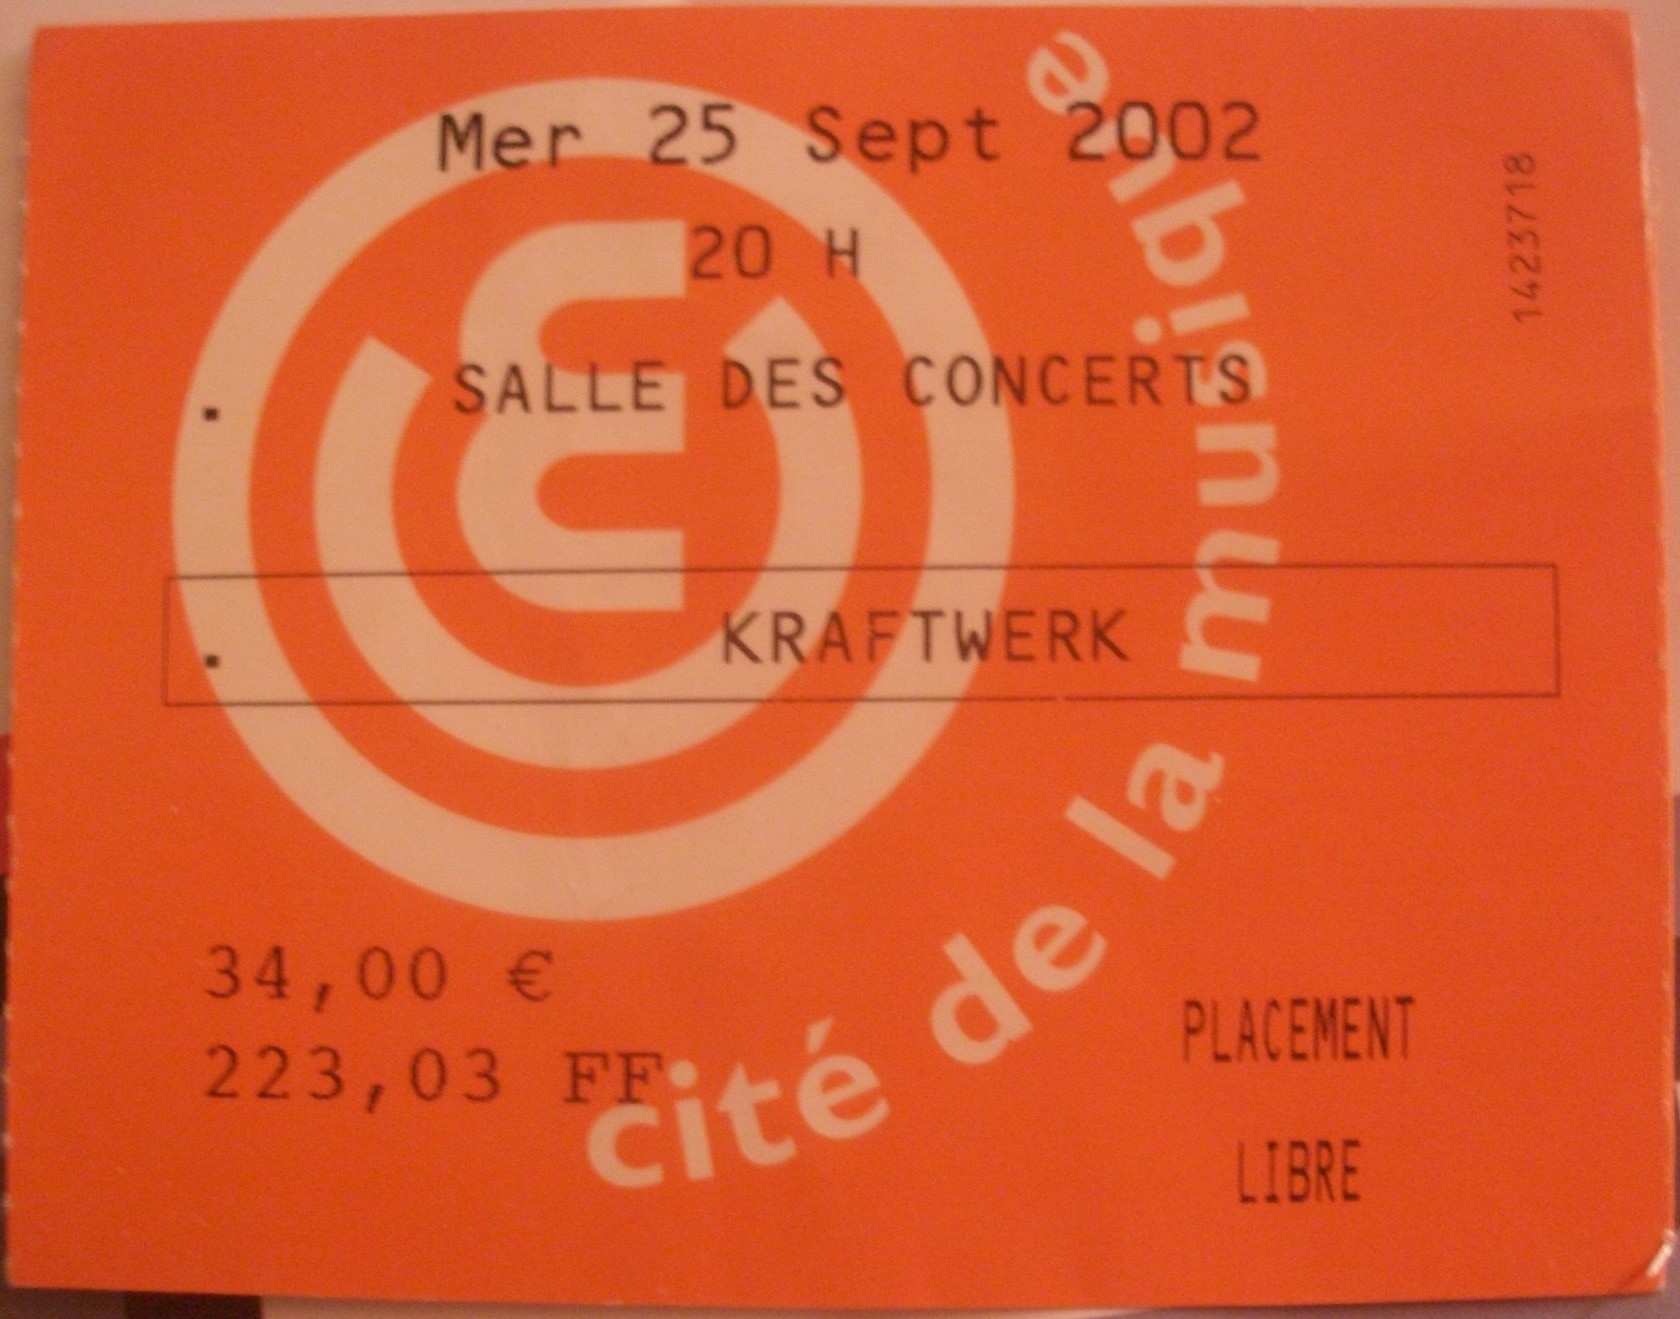 Mer 25 Sept 2002
20 H
SALLE DES CONCERTS
KRAFTWERK
34,00 €
223,03 FF
PLACEMENT
LIBRE
cité de la musique
1423718